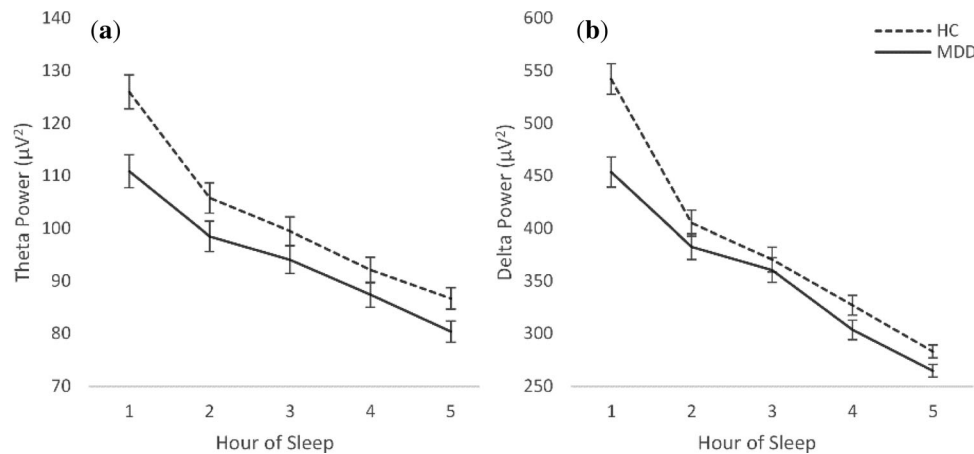 (a)
140
130
120
110
100
90
80
70
Theta Power (µV²)
1 2 3 4 5
Hour of Sleep
(b)
HC
MDD
600
550
500
450
400
350
300
250
Delta Power (µV²)
1 2 3 4 5
Hour of Sleep